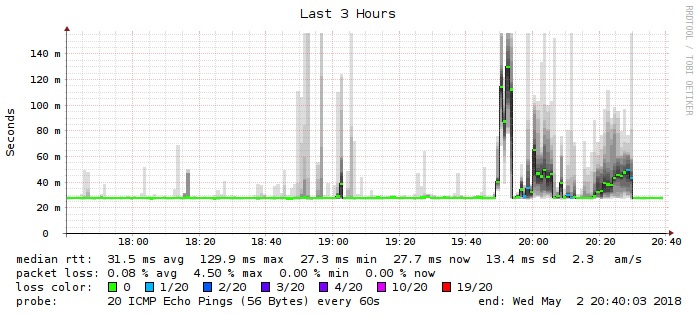 Last 3 Hours
RRDTOOL / TOBI OETIKER
Seconds
140 m
120 m
100 m
80 m
60 m
40 m
20 m
0
18:00 18:20 18:40 19:00 19:20 19:40 20:00 20:20 20:40
median rtt: 31.5 ms avg 129.9 ms max 27.3 ms min 27.7 ms now 13.4 ms sd 2.3 am/s
packet loss: 0.08 % avg 4.50 % max 0.00 % min 0.00 % now
loss color: 0 1/20 2/20 3/20 4/20 10/20 19/20
probe: 20 ICMP Echo Pings (56 Bytes) every 60s end: Wed May 2 20:40:03 2018